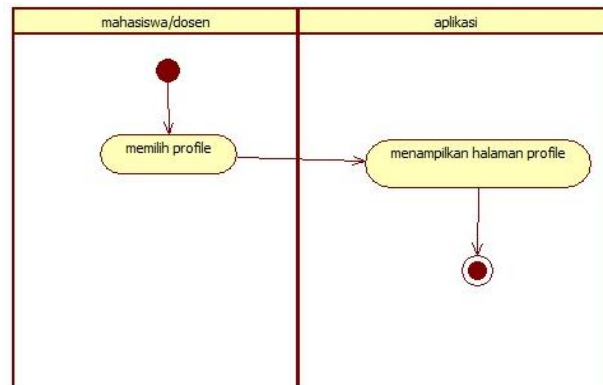 mahasiswa/dosen
aplikasi
memilih profile
menampilkan halaman profile